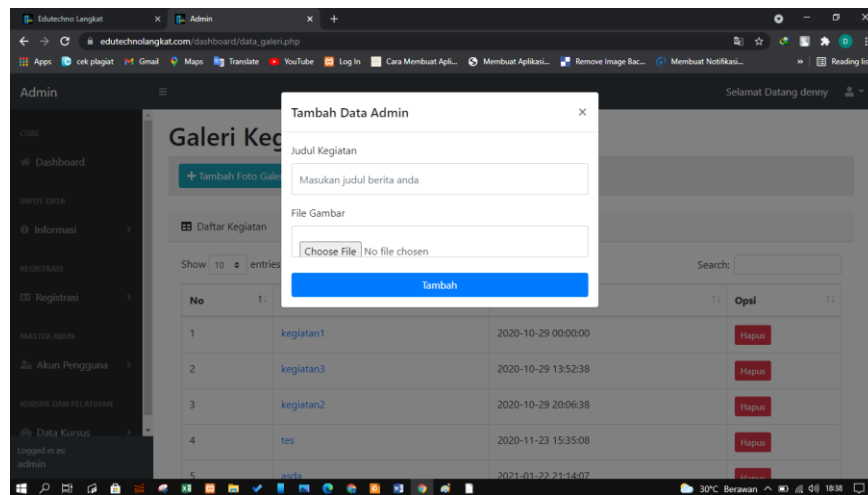 Edutechno Langkat
Admin
edutechnolangkat.com/dashboard/data_galeri.php
Apps cek plagiat Gmail Maps Translate YouTube Log In Cara Membuat Apli... Membuat Aplikasi... Remove Image Bac... Membuat Notifikasi... Reading lis
Admin
Selamat Datang denny
Tambah Data Admin
Judul Kegiatan
Masukan judul berita anda
File Gambar
Choose File No file chosen
Tambah
CORE
Dashboard
INPUT DATA
Informasi
REGISTRASI
Registrasi
MASTER AKUN
Akun Pengguna
KURSUS DAN PELATIHAN
Data Kursus
Logged in as:
admin
Galeri Keg
+ Tambah Foto Gale
Daftar Kegiatan
Show 10 entries
Search:
No Opsi
1 kegiatan1 2020-10-29 00:00:00 Hapus
2 kegiatan3 2020-10-29 13:52:38 Hapus
3 kegiatan2 2020-10-29 20:06:38 Hapus
4 tes 2020-11-23 15:35:08 Hapus
5 asda 2021-01-22 21:14:07 Hapus
30°C Berawan 18:38